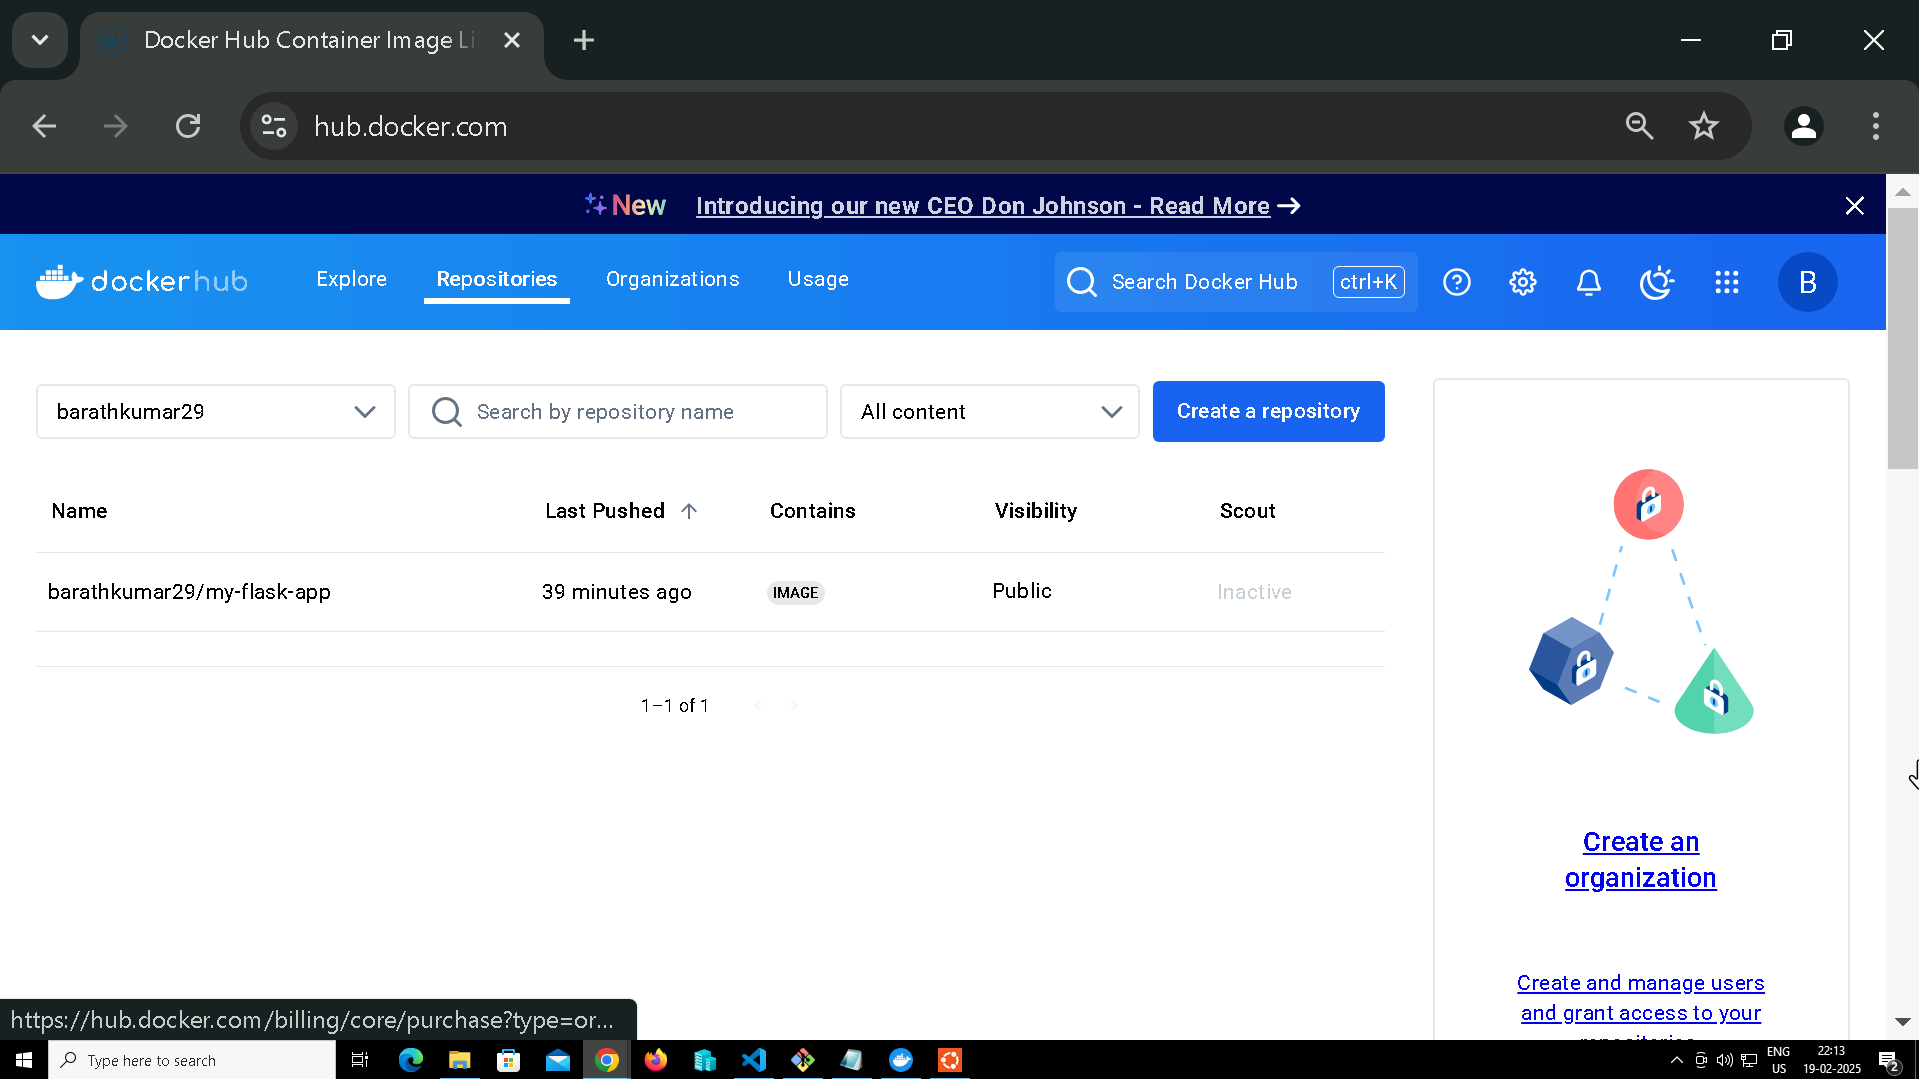 Docker Hub Container Image Li
hub.docker.com
New Introducing our new CEO Don Johnson - Read More →
dockerhub Explore Repositories Organizations Usage Search Docker Hub ctrl+K B
barathkumar29 Search by repository name All content Create a repository
Name Last Pushed Contains Visibility Scout
barathkumar29/my-flask-app 39 minutes ago IMAGE Public Inactive
1–1 of 1
Create an
organization
Create and manage users
and grant access to your
https://hub.docker.com/billing/core/purchase?type=or...
Type here to search
ENG
US
22:13
19-02-2025
2